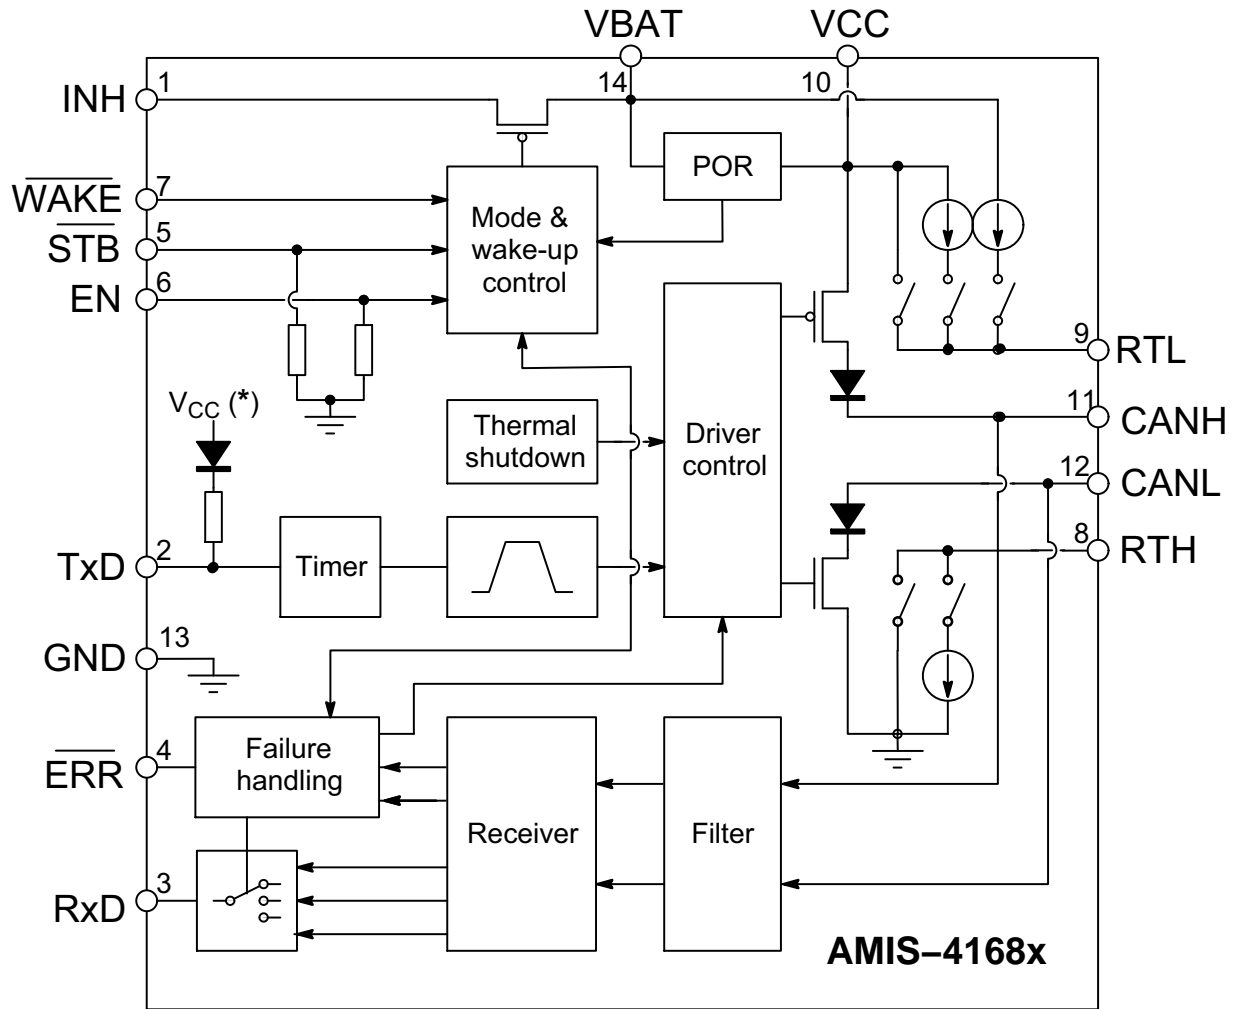 VBAT
VCC
1
14
10
INH
POR
7
WAKE
Mode &
wake-up
control
5
STB
6
EN
9
RTL
VCC (*)
11
CANH
Thermal
shutdown
Driver
control
12
CANL
8
RTH
2
TxD
Timer
13
GND
4
ERR
Failure
handling
Receiver
Filter
3
RxD
AMIS–4168x